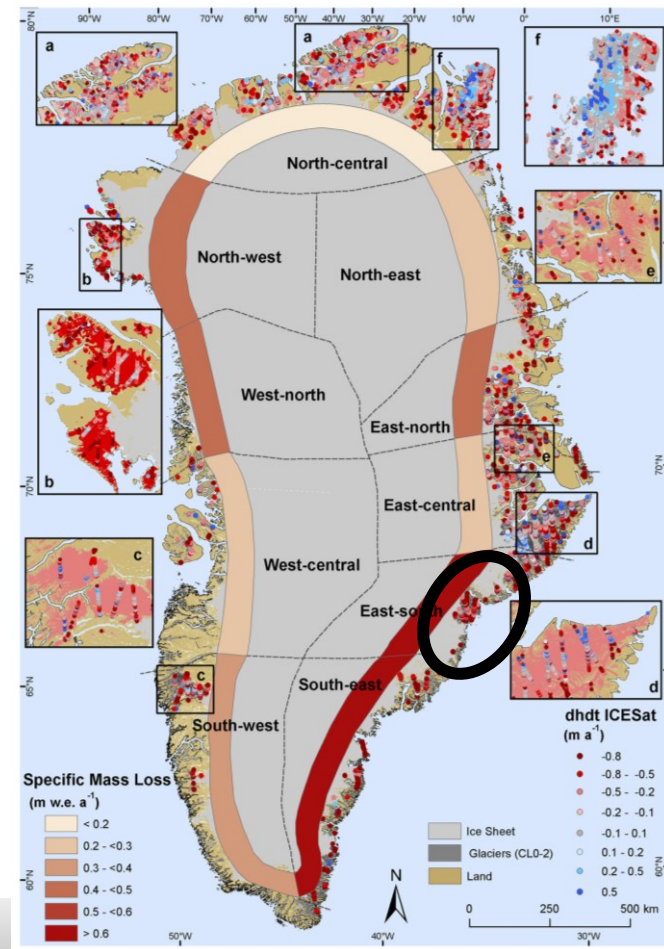 90°W 80°W 70°W 60°W 50°W 40°W 30°W 20°W 10°W 0°E 10°E
a
a
f
f
North-central
75°N
b
North-west
North-east
e
b
West-north
East-north
e
70°N
70°N
East-central
d
c
West-central
East-south
d
65°N
c
South-east
South-west
dhdt ICESat
(m a⁻¹)
-0.8
-0.8 - -0.5
-0.5 - -0.2
-0.2 - -0.1
-0.1 - 0.1
0.1 - 0.2
0.2 - 0.5
0.5
Specific Mass Loss
(m w.e. a⁻¹)
< 0.2
0.2 - <0.3
0.3 - <0.4
0.4 - <0.5
0.5 - <0.6
> 0.6
Ice Sheet
Glaciers (CL0-2)
Land
60°N
N
0 250 500 km
50°W 40°W 30°W